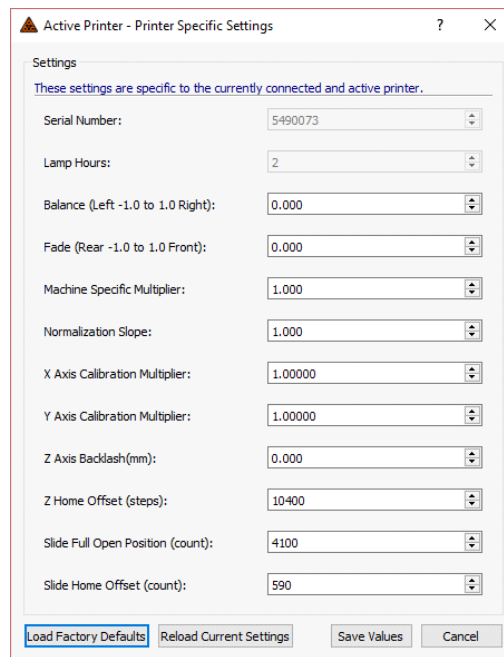 Active Printer - Printer Specific Settings ? X
Settings
These settings are specific to the currently connected and active printer.
Serial Number: 5490073
Lamp Hours: 2
Balance (Left -1.0 to 1.0 Right): 0.000
Fade (Rear -1.0 to 1.0 Front): 0.000
Machine Specific Multiplier: 1.000
Normalization Slope: 1.000
X Axis Calibration Multiplier: 1.00000
Y Axis Calibration Multiplier: 1.00000
Z Axis Backlash(mm): 0.000
Z Home Offset (steps): 10400
Slide Full Open Position (count): 4100
Slide Home Offset (count): 590
Load Factory Defaults Reload Current Settings Save Values Cancel